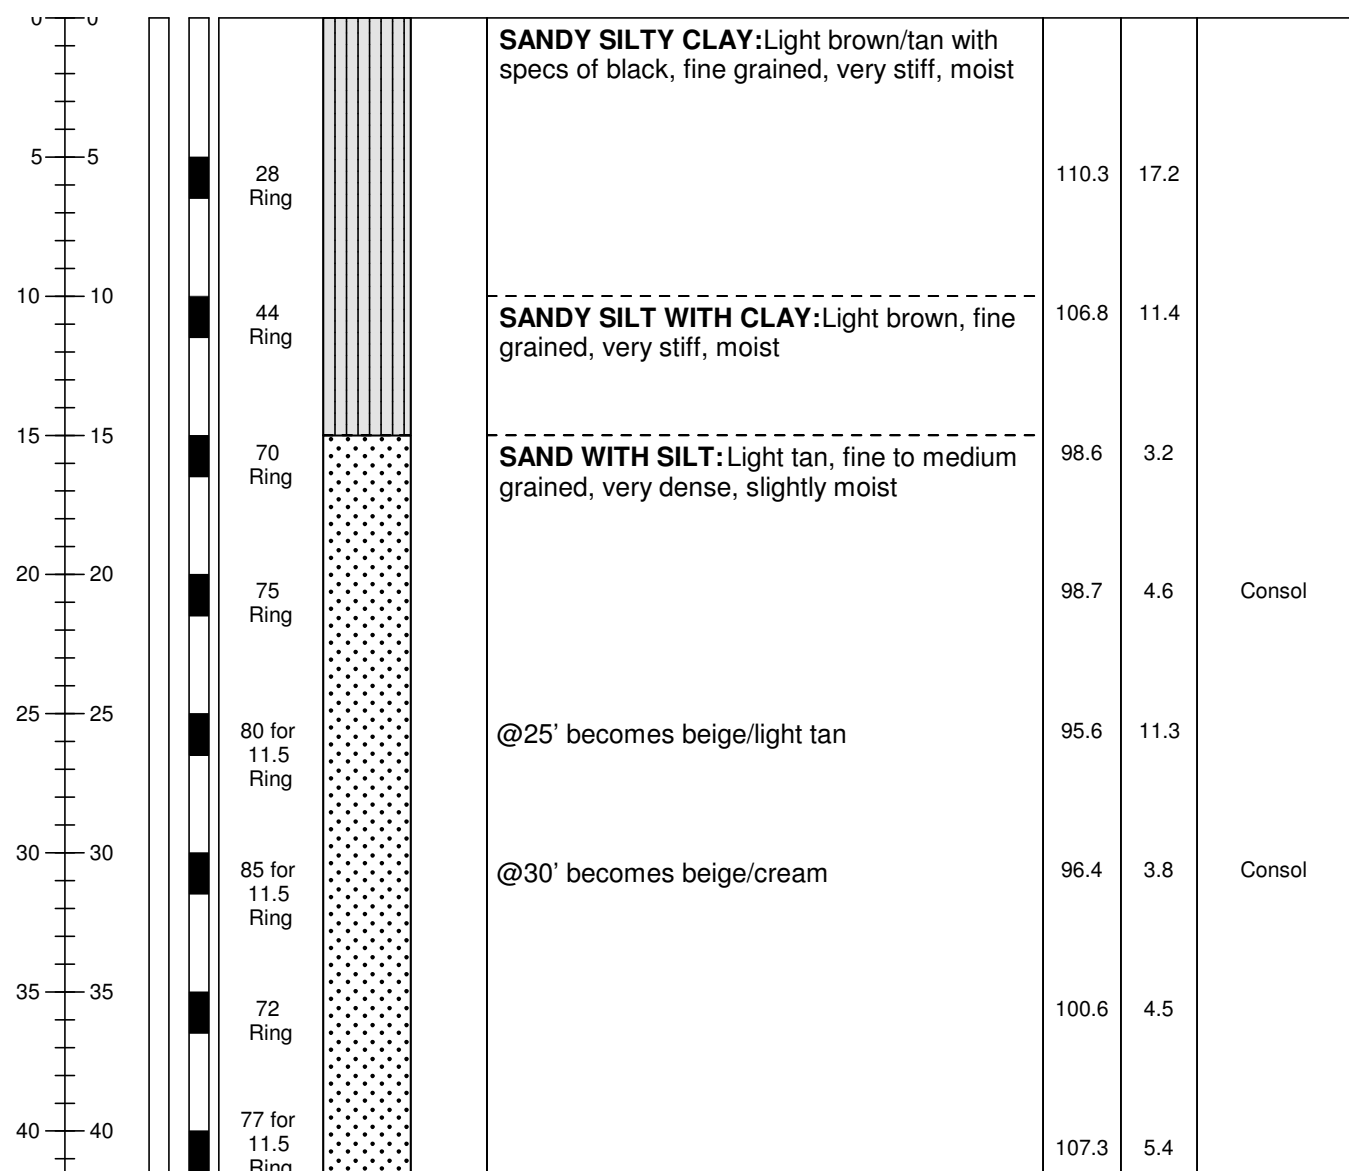 0 0
SANDY SILTY CLAY:Light brown/tan with
specs of black, fine grained, very stiff, moist
5 5
28
Ring
110.3 17.2
10 10
44
Ring
SANDY SILT WITH CLAY:Light brown, fine
grained, very stiff, moist
106.8 11.4
15 15
70
Ring
SAND WITH SILT:Light tan, fine to medium
grained, very dense, slightly moist
98.6 3.2
20 20
75
Ring
98.7 4.6 Consol
25 25
80 for
11.5
Ring
@25’ becomes beige/light tan
95.6 11.3
30 30
85 for
11.5
Ring
@30’ becomes beige/cream
96.4 3.8 Consol
35 35
72
Ring
100.6 4.5
40 40
77 for
11.5
Ring
107.3 5.4